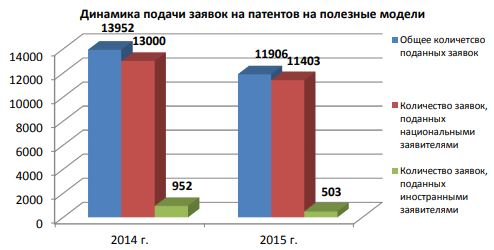 Динамика подачи заявок на патентов на полезные модели
13952
13000
11906
11403
952
503
14000
12000
10000
8000
6000
4000
2000
0
2014 г.
2015 г.
Общее количетсво
поданных заявок
Количество заявок,
поданных
национальными
заявителями
Количество заявок,
поданных
иностранными
заявителями